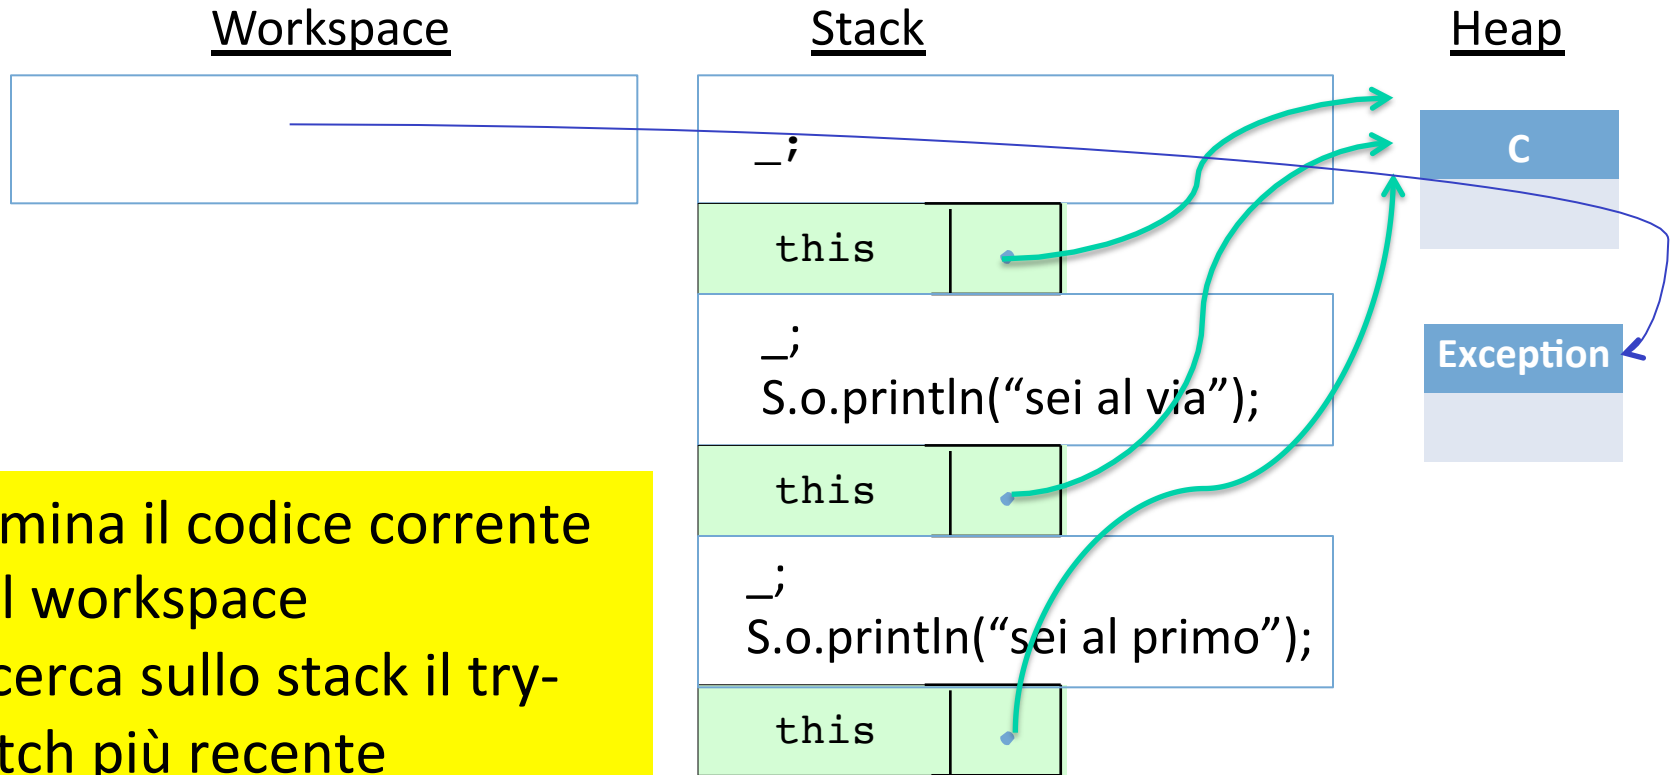 Workspace
Stack
Heap
_;
this
_;
S.o.println(“sei al via”);
this
_;
S.o.println(“sei al primo”);
this
C
Exception
mina il codice corrente
l workspace
cerca sullo stack il try-
tch più recente